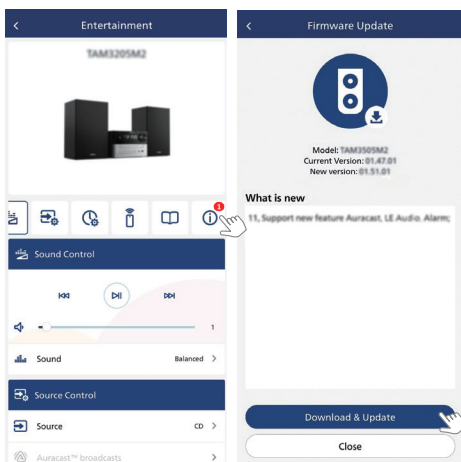 Entertainment
TAM3205M2
1
Sound Control
1
Sound
Balanced
Source Control
Source
CD
Auracast™ broadcasts
Firmware Update
Model: TAM3505M2
Current Version: 01.47.01
New version: 01.51.01
What is new
11, Support new feature Auracast, LE Audio. Alarm;
Download & Update
Close